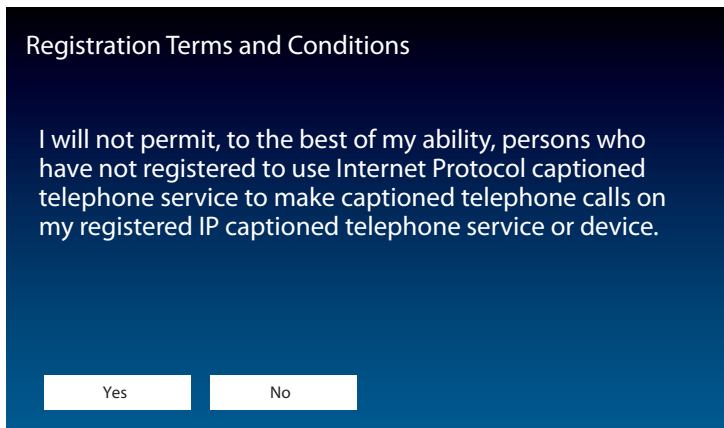 Registration Terms and Conditions
I will not permit, to the best of my ability, persons who
have not registered to use Internet Protocol captioned
telephone service to make captioned telephone calls on
my registered IP captioned telephone service or device.
Yes
No